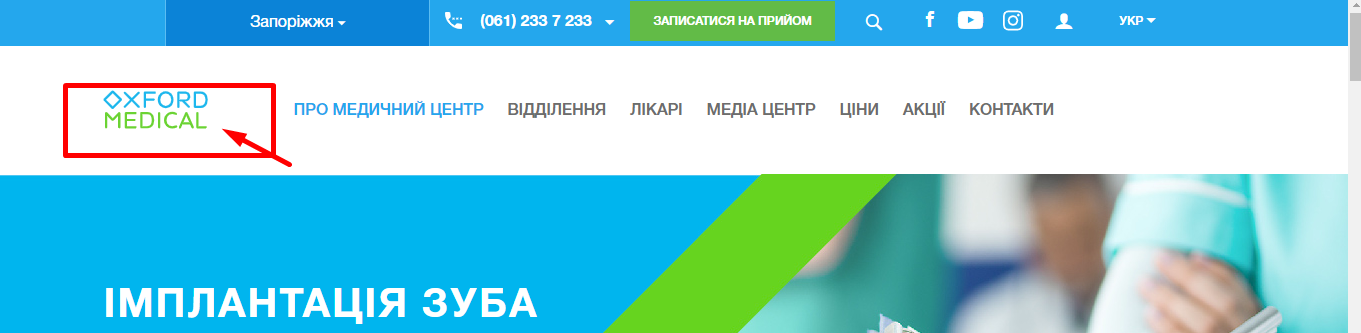 Запоріжжя
(061) 233 7 233
ЗАПИСАТИСЯ НА ПРИЙОМ
УКР
OXFORD
MEDICAL
ПРО МЕДИЧНИЙ ЦЕНТР ВІДДІЛЕННЯ ЛІКАРІ МЕДІА ЦЕНТР ЦІНИ АКЦІЇ КОНТАКТИ
ІМПЛАНТАЦІЯ ЗУБА